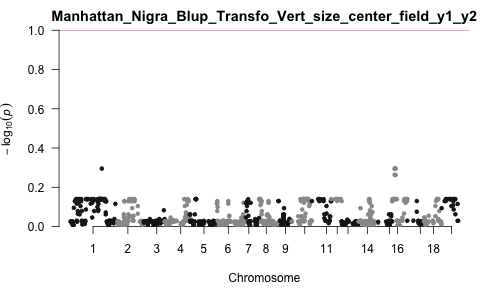 Manhattan_Nigra_Blup_Transfo_Vert_size_center_field_y1_y2
1.0
0.8
0.6
0.4
0.2
0.0
− log₁₀(p)
1 2 3 4 5 6 7 8 9 11 14 16 18
Chromosome